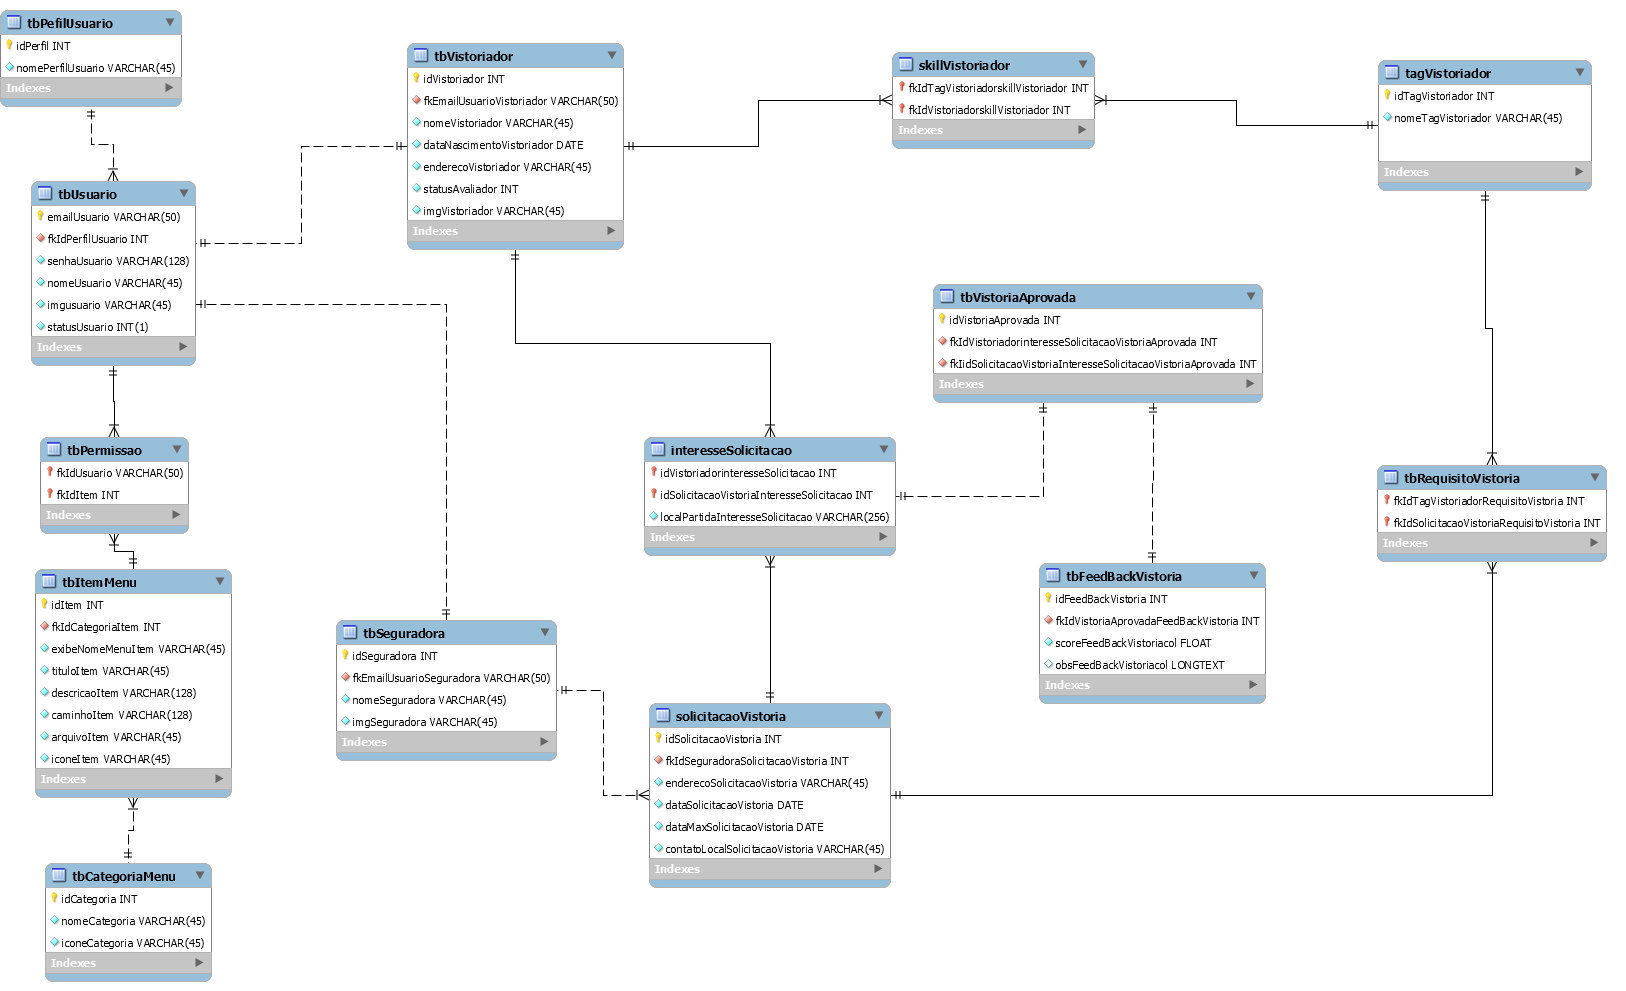 tbPefilUsuario
idPerfil INT
nomePerfilUsuario VARCHAR(45)
Indexes
tbUsuario
emailUsuario VARCHAR(50)
fkIdPerfilUsuario INT
senhaUsuario VARCHAR(128)
nomeUsuario VARCHAR(45)
imgusuario VARCHAR(45)
statusUsuario INT(1)
Indexes
tbPermissao
fkIdUsuario VARCHAR(50)
fkIdItem INT
Indexes
tbItemMenu
idItem INT
fkIdCategoriaItem INT
exibeNomeMenuItem VARCHAR(45)
tituloItem VARCHAR(45)
descricaoItem VARCHAR(128)
caminhoItem VARCHAR(128)
arquivoItem VARCHAR(45)
iconeItem VARCHAR(45)
Indexes
tbCategoriaMenu
idCategoria INT
nomeCategoria VARCHAR(45)
iconeCategoria VARCHAR(45)
Indexes
tbVistoriador
idVistoriador INT
fkEmailUsuarioVistoriador VARCHAR(50)
nomeVistoriador VARCHAR(45)
dataNascimentoVistoriador DATE
enderecoVistoriador VARCHAR(45)
statusAvaliador INT
imgVistoriador VARCHAR(45)
Indexes
tbSeguradora
idSeguradora INT
fkEmailUsuarioSeguradora VARCHAR(50)
nomeSeguradora VARCHAR(45)
imgSeguradora VARCHAR(45)
Indexes
skillVistoriador
fkIdTagVistoriadorskillVistoriador INT
fkIdVistoriadorskillVistoriador INT
Indexes
interesseSolicitacao
idVistoriadorinteresseSolicitacao INT
idSolicitacaoVistoriaInteresseSolicitacao INT
localPartidaInteresseSolicitacao VARCHAR(256)
Indexes
solicitacaoVistoria
idSolicitacaoVistoria INT
fkIdSeguradoraSolicitacaoVistoria INT
enderecoSolicitacaoVistoria VARCHAR(45)
dataSolicitacaoVistoria DATE
dataMaxSolicitacaoVistoria DATE
contatoLocalSolicitacaoVistoria VARCHAR(45)
Indexes
tbVistoriaAprovada
idVistoriaAprovada INT
fkIdVistoriadorinteresseSolicitacaoVistoriaAprovada INT
fkIidSolicitacaoVistoriaInteresseSolicitacaoVistoriaAprovada INT
Indexes
tbFeedBackVistoria
idFeedBackVistoria INT
fkIdVistoriaAprovadaFeedBackVistoria INT
scoreFeedBackVistoriacol FLOAT
obsFeedBackVistoriacol LONGTEXT
Indexes
tagVistoriador
idTagVistoriador INT
nomeTagVistoriador VARCHAR(45)
Indexes
tbRequisitoVistoria
fkIdTagVistoriadorRequisitoVistoria INT
fkIdSolicitacaoVistoriaRequisitoVistoria INT
Indexes